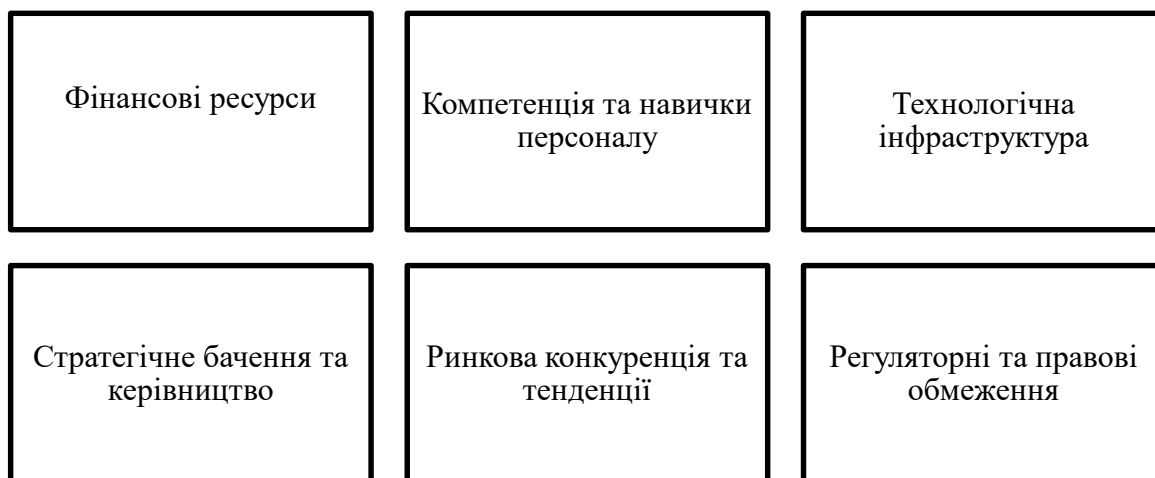 Фінансові ресурси
Компетенція та навички
персоналу
Технологічна
інфраструктура
Стратегічне бачення та
керівництво
Ринкова конкуренція та
тенденції
Регуляторні та правові
обмеження